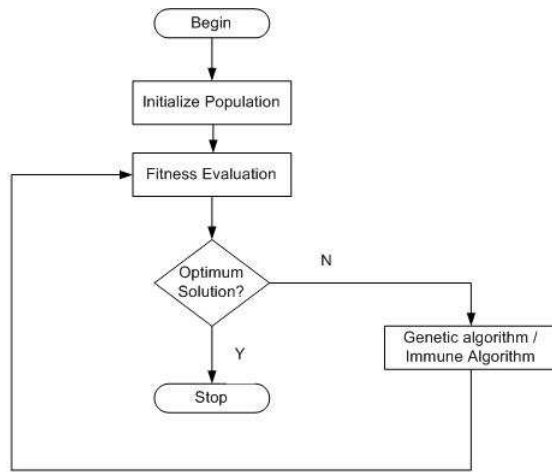 Begin
Initialize Population
Fitness Evaluation
Optimum
Solution?
N
Genetic algorithm /
Immune Algorithm
Y
Stop